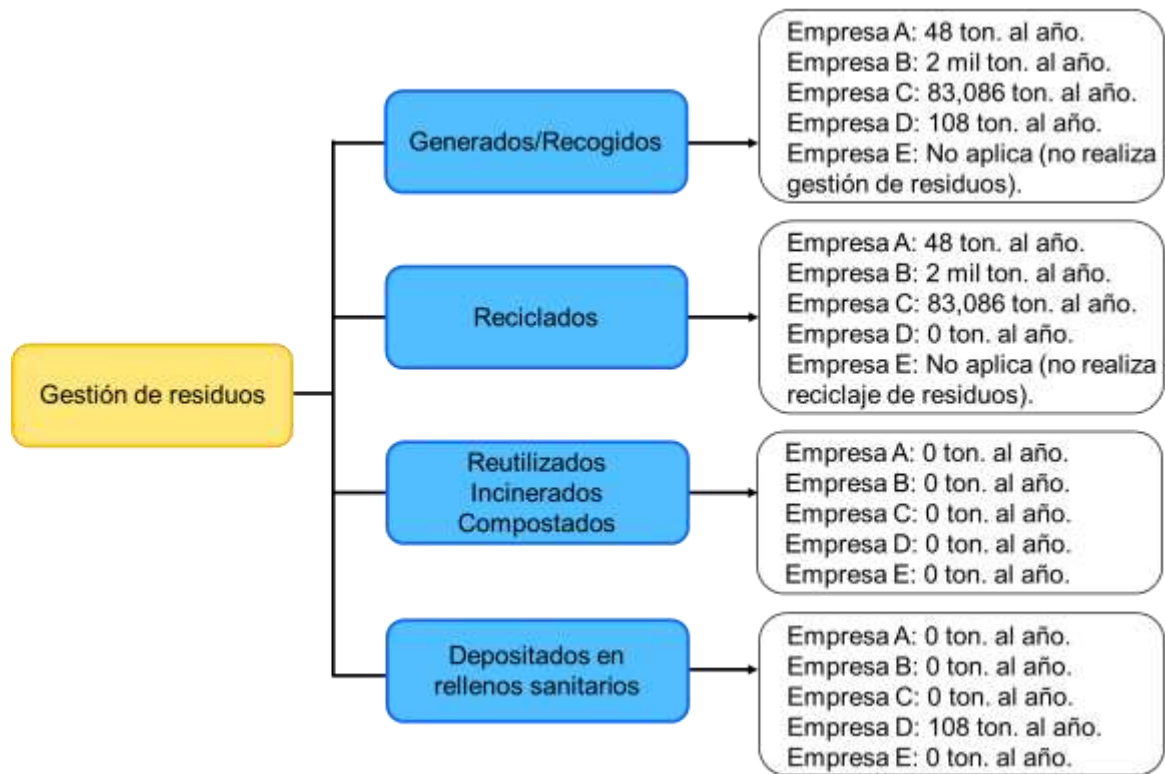 Gestión de residuos
Generados/Recogidos
Empresa A: 48 ton. al año.
Empresa B: 2 mil ton. al año.
Empresa C: 83,086 ton. al año.
Empresa D: 108 ton. al año.
Empresa E: No aplica (no realiza
gestión de residuos).
Reciclados
Empresa A: 48 ton. al año.
Empresa B: 2 mil ton. al año.
Empresa C: 83,086 ton. al año.
Empresa D: 0 ton. al año.
Empresa E: No aplica (no realiza
reciclaje de residuos).
Reutilizados
Incinerados
Compostados
Empresa A: 0 ton. al año.
Empresa B: 0 ton. al año.
Empresa C: 0 ton. al año.
Empresa D: 0 ton. al año.
Empresa E: 0 ton. al año.
Depositados en
rellenos sanitarios
Empresa A: 0 ton. al año.
Empresa B: 0 ton. al año.
Empresa C: 0 ton. al año.
Empresa D: 108 ton. al año.
Empresa E: 0 ton. al año.